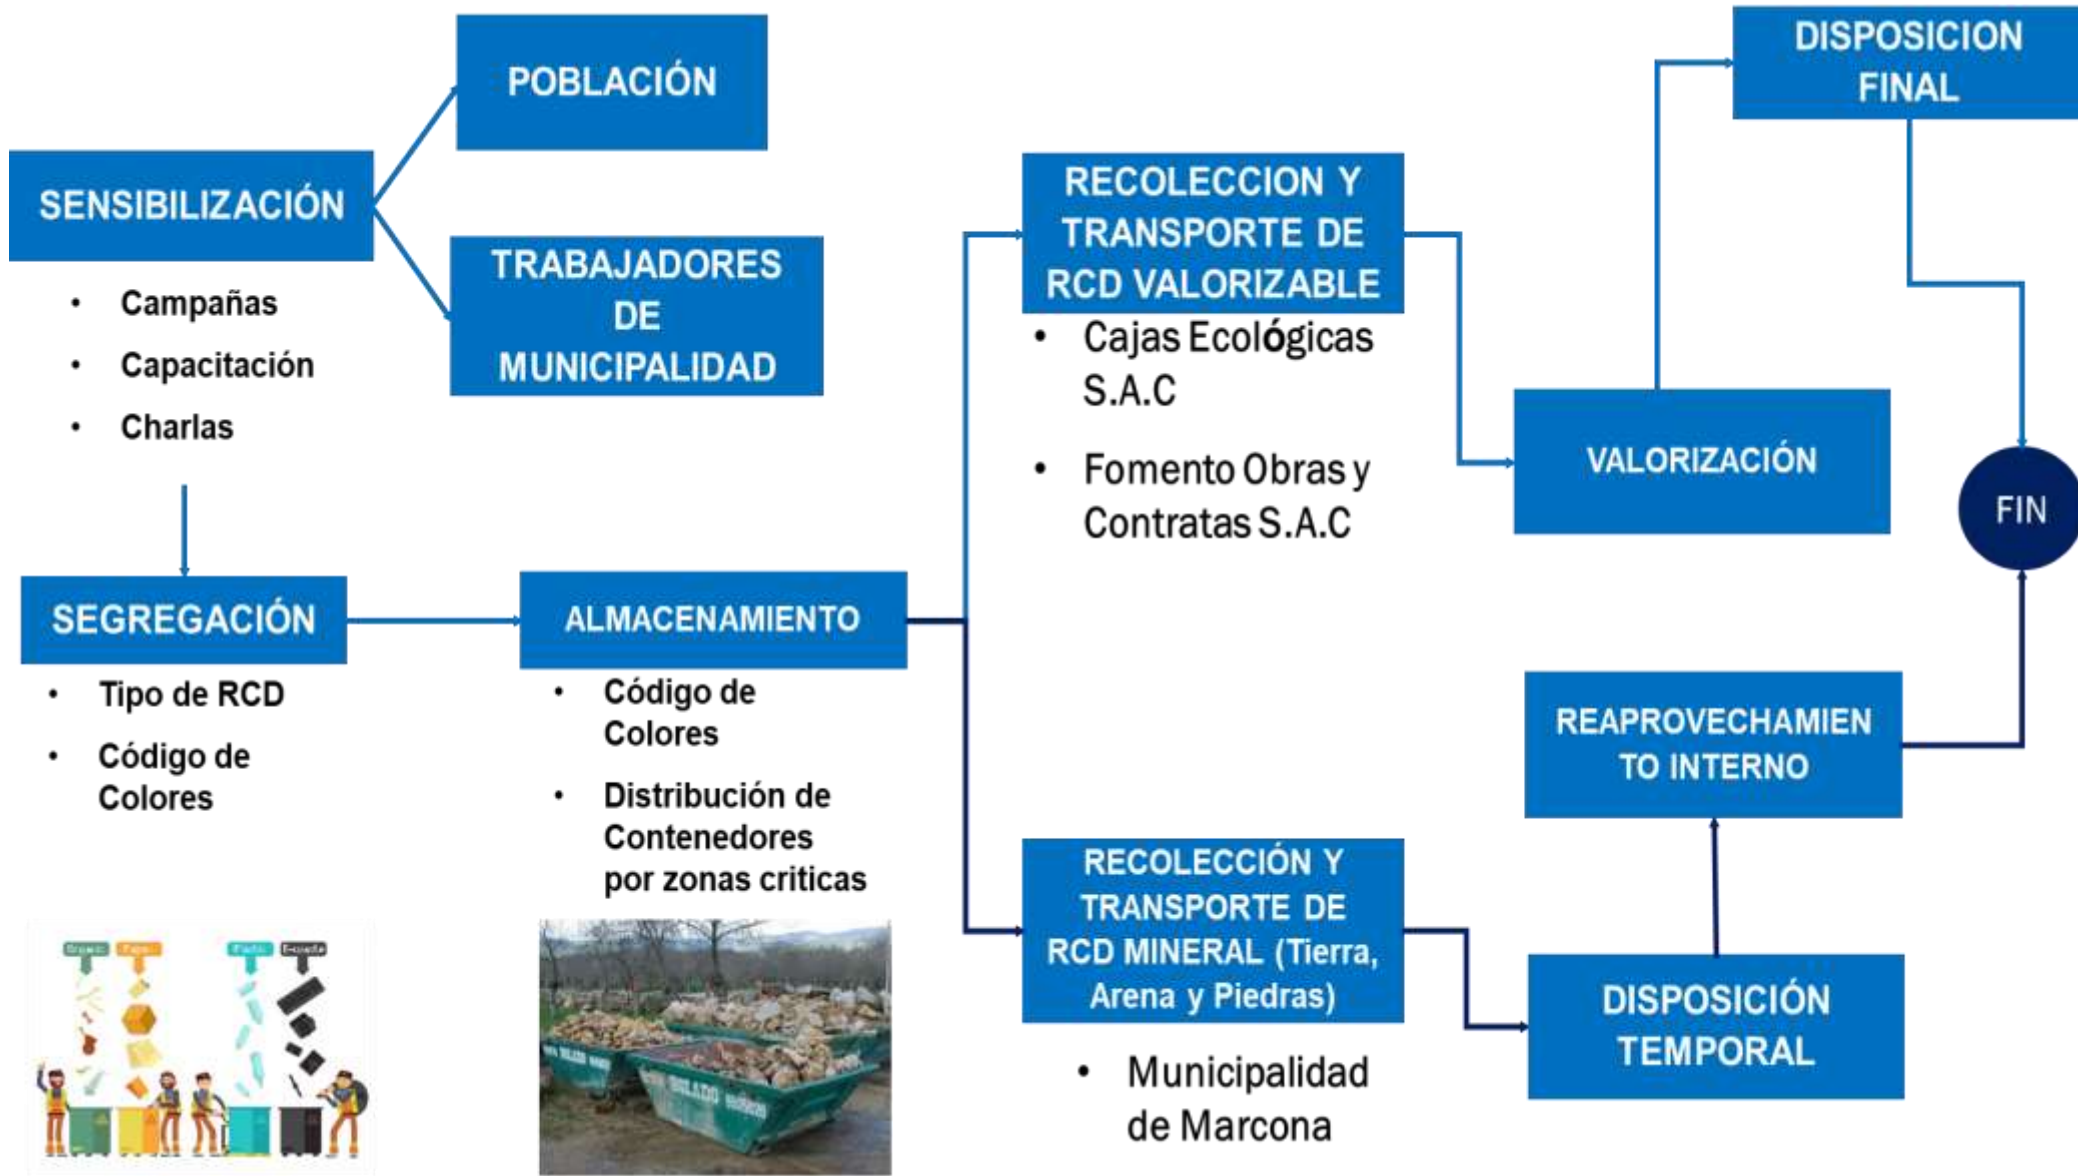 SENSIBILIZACIÓN
• Campañas
• Capacitación
• Charlas
POBLACIÓN
TRABAJADORES
DE
MUNICIPALIDAD
SEGREGACIÓN
• Tipo de RCD
• Código de
Colores
ALMACENAMIENTO
• Código de
Colores
• Distribución de
Contenedores
por zonas criticas
RECOLECCION Y
TRANSPORTE DE
RCD VALORIZABLE
• Cajas Ecológicas
S.A.C
• Fomento Obras y
Contratas S.A.C
VALORIZACIÓN
DISPOSICION
FINAL
FIN
RECOLECCIÓN Y
TRANSPORTE DE
RCD MINERAL (Tierra,
Arena y Piedras)
• Municipalidad
de Marcona
DISPOSICIÓN
TEMPORAL
REAPROVECHAMIEN
TO INTERNO